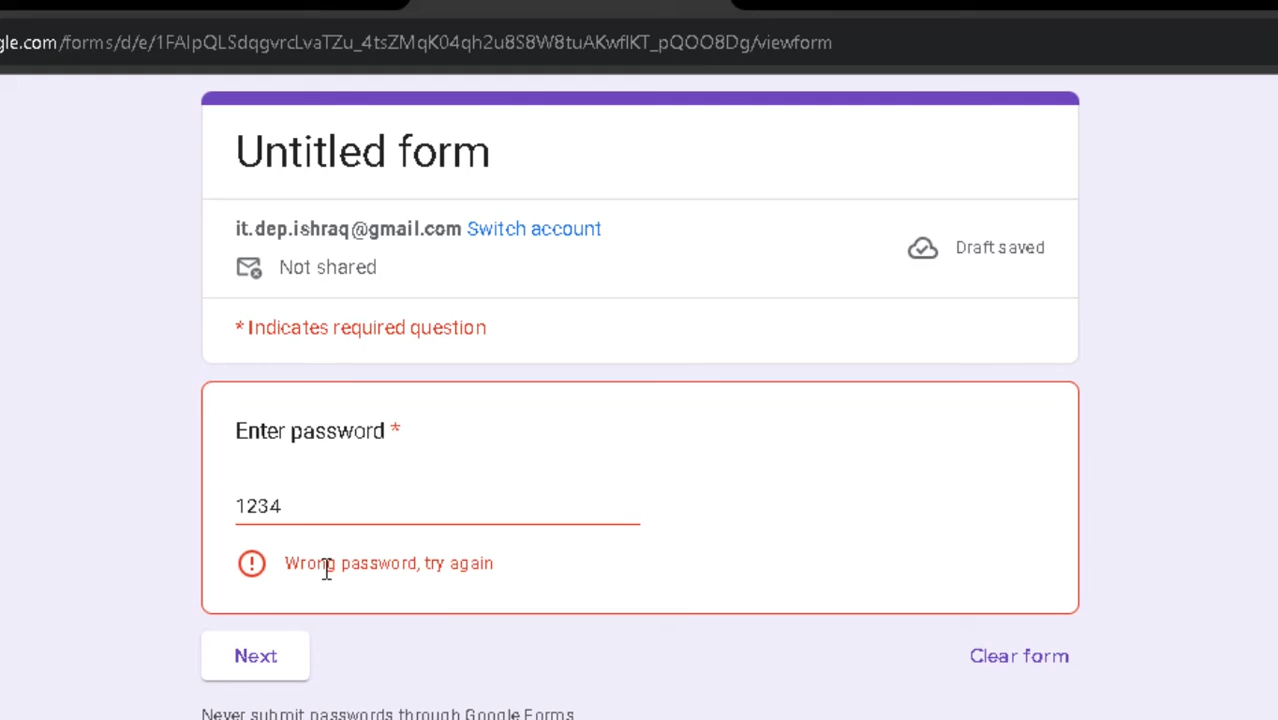 gle.com/forms/d/e/1FAIpQLSdqgvrcLvaTZu_4tsZMqK04qh2u8S8W8tuAKwflKT_pQOO8Dg/viewform
Untitled form
it.dep.ishraq@gmail.com Switch account
Not shared
Draft saved
* Indicates required question
Enter password *
1234
Wrong password, try again
Next
Clear form
Never submit passwords through Google Forms.